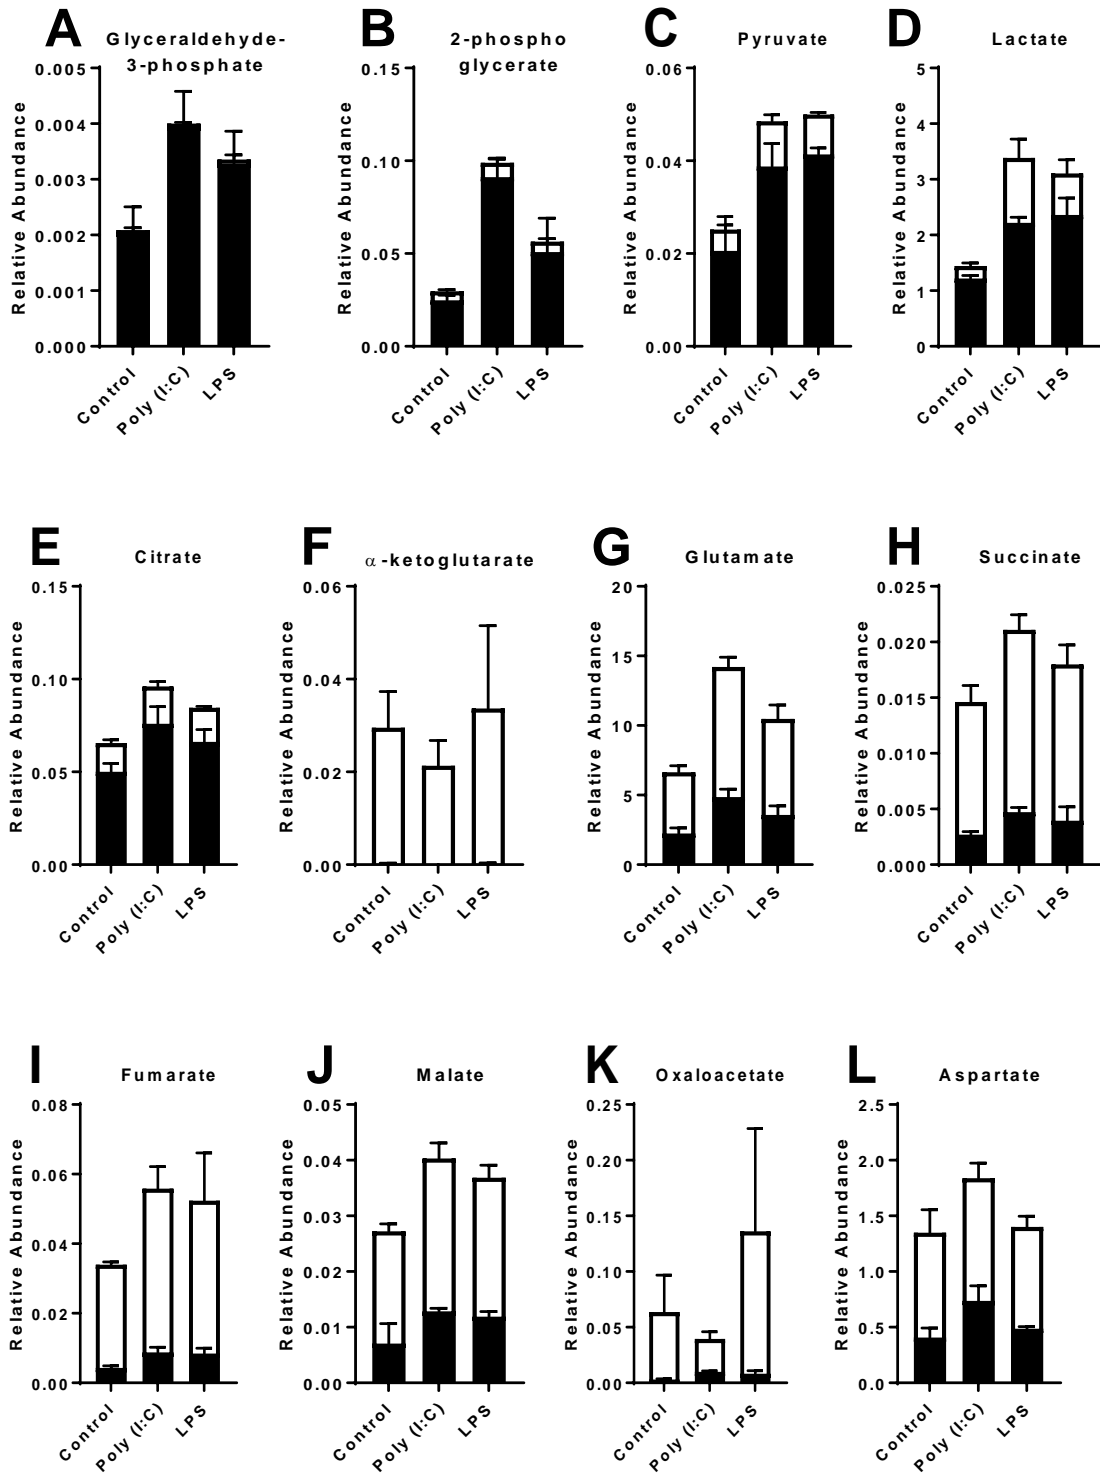 A
Glyceraldehyde-
3-phosphate
Relative Abundance
0.005
0.004
0.003
0.002
0.001
0.000
Control
Poly (I:C)
LPS
B
2-phospho
glycerate
Relative Abundance
0.15
0.10
0.05
0.00
Control
Poly (I:C)
LPS
C
Pyruvate
Relative Abundance
0.06
0.04
0.02
0.00
Control
Poly (I:C)
LPS
D
Lactate
Relative Abundance
5
4
3
2
1
0
Control
Poly (I:C)
LPS
E
Citrate
Relative Abundance
0.15
0.10
0.05
0.00
Control
Poly (I:C)
LPS
F
α-ketoglutarate
Relative Abundance
0.06
0.04
0.02
0.00
Control
Poly (I:C)
LPS
G
Glutamate
Relative Abundance
20
15
10
5
0
Control
Poly (I:C)
LPS
H
Succinate
Relative Abundance
0.025
0.020
0.015
0.010
0.005
0.000
Control
Poly (I:C)
LPS
I
Fumarate
Relative Abundance
0.08
0.06
0.04
0.02
0.00
Control
Poly (I:C)
LPS
J
Malate
Relative Abundance
0.05
0.04
0.03
0.02
0.01
0.00
Control
Poly (I:C)
LPS
K
Oxaloacetate
Relative Abundance
0.25
0.20
0.15
0.10
0.05
0.00
Control
Poly (I:C)
LPS
L
Aspartate
Relative Abundance
2.5
2.0
1.5
1.0
0.5
0.0
Control
Poly (I:C)
LPS